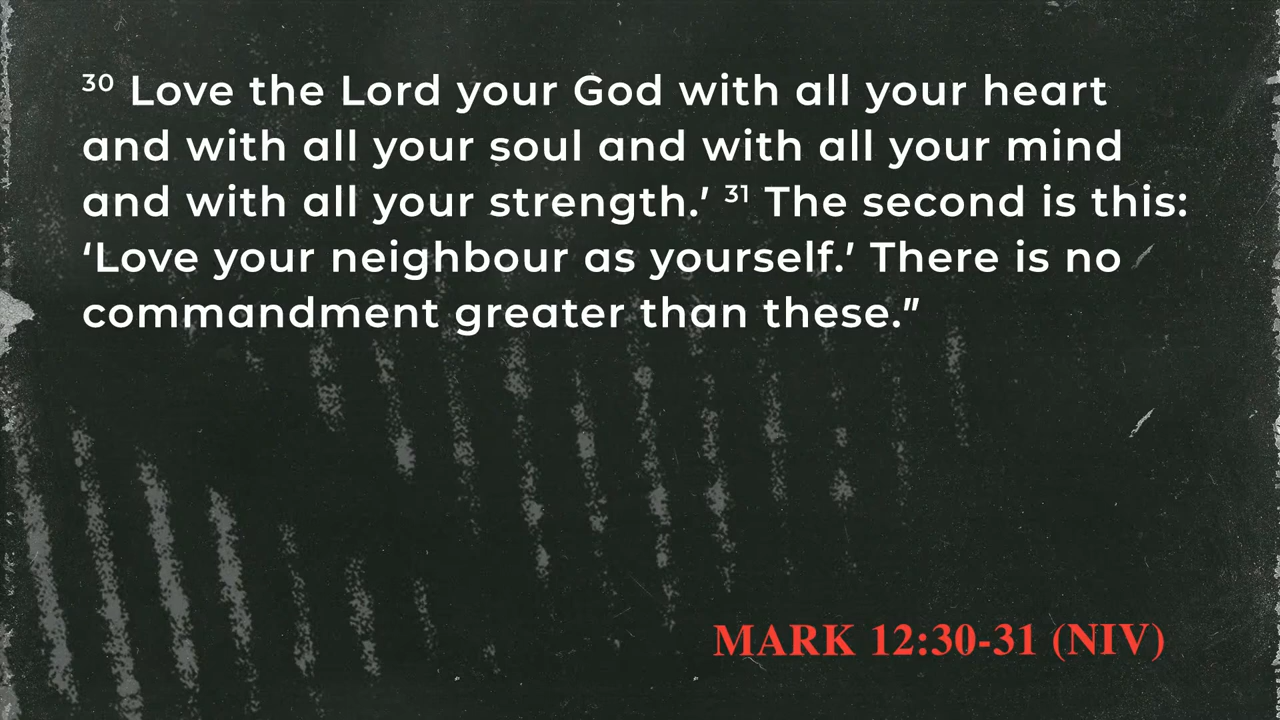 30 Love the Lord your God with all your heart
and with all your soul and with all your mind
and with all your strength.’ 31 The second is this:
‘Love your neighbour as yourself.’ There is no
commandment greater than these.”
MARK 12:30-31 (NIV)